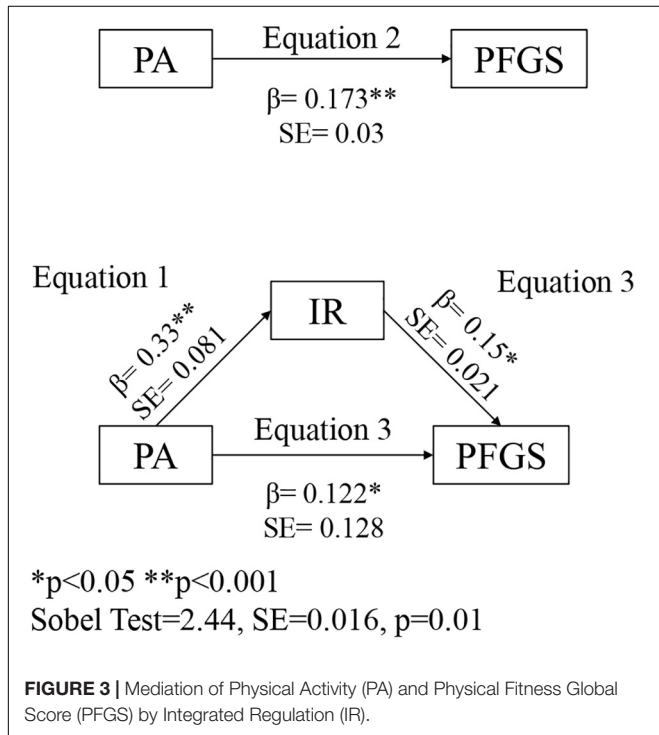 Equation 2
PA
PFGS
β= 0.173**
SE= 0.03
Equation 1
Equation 3
IR
β= 0.33**
SE= 0.081
β= 0.15*
SE= 0.021
PA
Equation 3
PFGS
β= 0.122*
SE= 0.128
*p<0.05 **p<0.001
Sobel Test=2.44, SE=0.016, p=0.01
FIGURE 3 | Mediation of Physical Activity (PA) and Physical Fitness Global
Score (PFGS) by Integrated Regulation (IR).